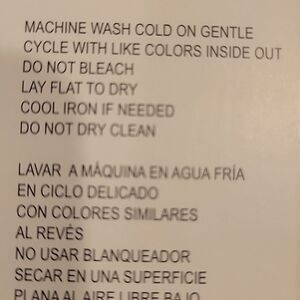 MACHINE WASH COLD ON GENTLE
CYCLE WITH LIKE COLORS INSIDE OUT
DO NOT BLEACH
LAY FLAT TO DRY
COOL IRON IF NEEDED
DO NOT DRY CLEAN
LAVAR A MÁQUINA EN AGUA FRÍA
EN CICLO DELICADO
CON COLORES SIMILARES
AL REVÉS
NO USAR BLANQUEADOR
SECAR EN UNA SUPERFICIE
PLANA AL AIRE LIBRE BAJO